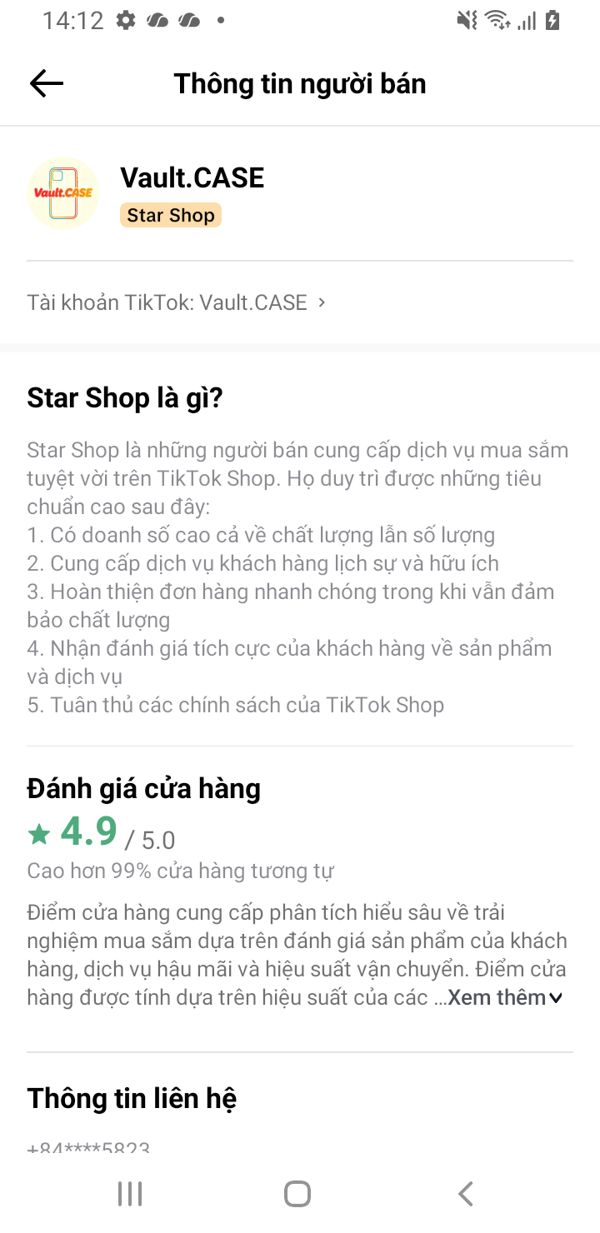 14:12
Thông tin người bán
Vault.CASE
Vault.CASE
Star Shop
Tài khoản TikTok: Vault.CASE >
Star Shop là gì?
Star Shop là những người bán cung cấp dịch vụ mua sắm
tuyệt vời trên TikTok Shop. Họ duy trì được những tiêu
chuẩn cao sau đây:
1. Có doanh số cao cả về chất lượng lẫn số lượng
2. Cung cấp dịch vụ khách hàng lịch sự và hữu ích
3. Hoàn thiện đơn hàng nhanh chóng trong khi vẫn đảm
bảo chất lượng
4. Nhận đánh giá tích cực của khách hàng về sản phẩm
và dịch vụ
5. Tuân thủ các chính sách của TikTok Shop
Đánh giá cửa hàng
4.9 / 5.0
Cao hơn 99% cửa hàng tương tự
Điểm cửa hàng cung cấp phân tích hiểu sâu về trải
nghiệm mua sắm dựa trên đánh giá sản phẩm của khách
hàng, dịch vụ hậu mãi và hiệu suất vận chuyển. Điểm cửa
hàng được tính dựa trên hiệu suất của các ...Xem thêm
Thông tin liên hệ
+84****5823